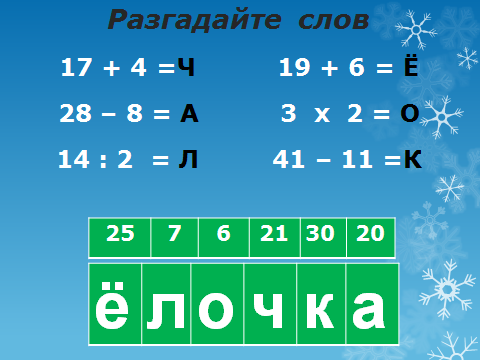 Разгадайте слов
17 + 4 =Ч 19 + 6 = Ё
28 – 8 = А 3 х 2 = О
14 : 2 = Л 41 – 11 =К
25 7 6 21 30 20
ёлочка